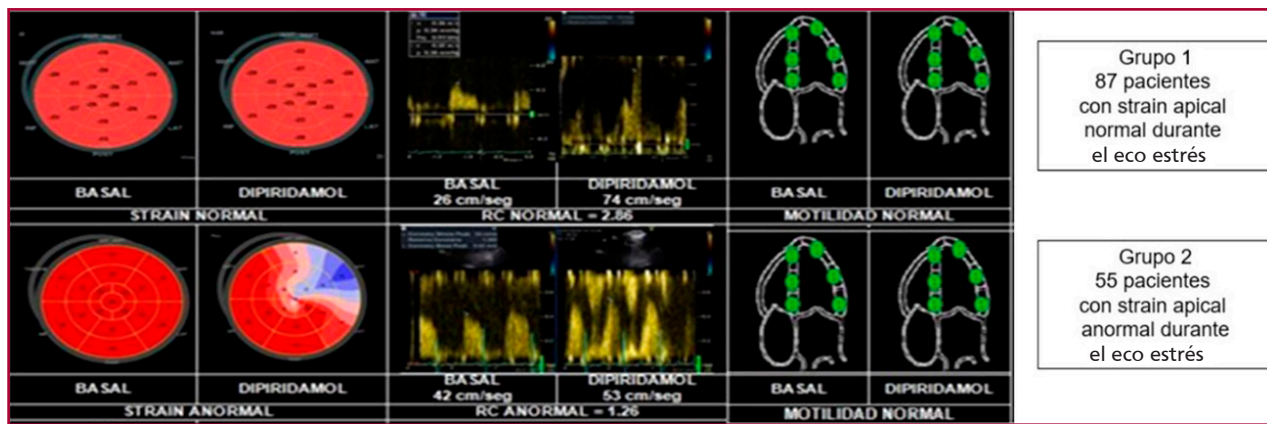 BASAL
DIPIRIDAMOL
STRAIN NORMAL
BASAL
26 cm/seg
DIPIRIDAMOL
74 cm/seg
RC NORMAL = 2.86
BASAL
DIPIRIDAMOL
MOTILIDAD NORMAL
Grupo 1
87 pacientes
con strain apical
normal durante
el eco estrés
BASAL
DIPIRIDAMOL
STRAIN ANORMAL
BASAL
42 cm/seg
DIPIRIDAMOL
53 cm/seg
RC ANORMAL = 1.26
BASAL
DIPIRIDAMOL
MOTILIDAD NORMAL
Grupo 2
55 pacientes
con strain apical
anormal durante
el eco estrés